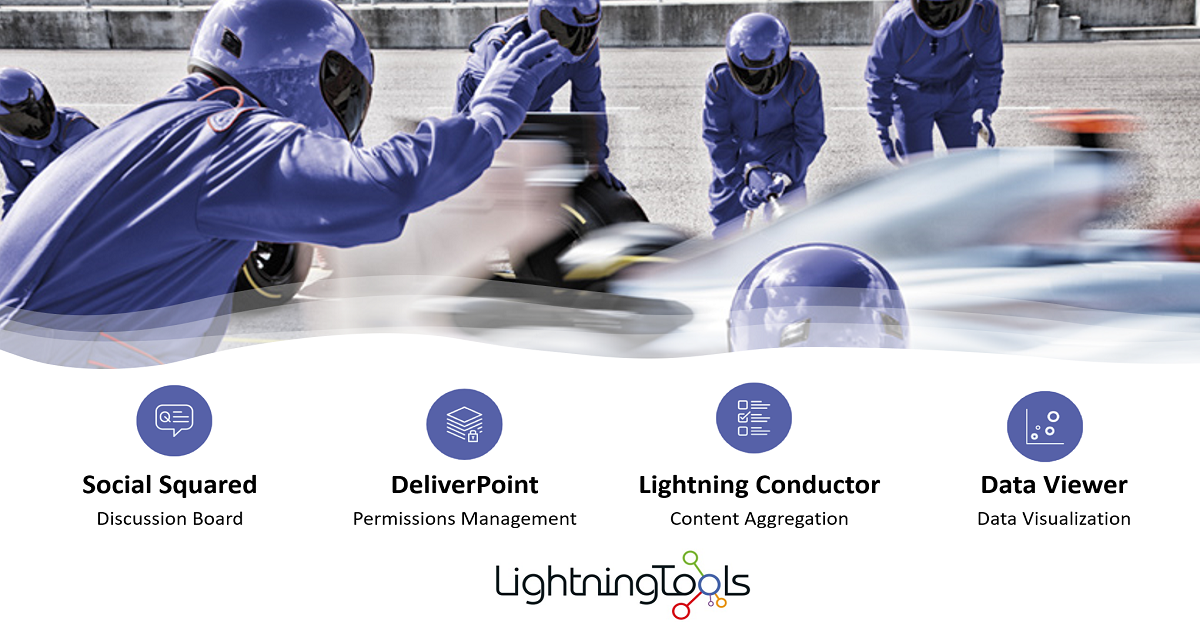 Social Squared
Discussion Board
DeliverPoint
Permissions Management
Lightning Conductor
Content Aggregation
Data Viewer
Data Visualization
LightningTools